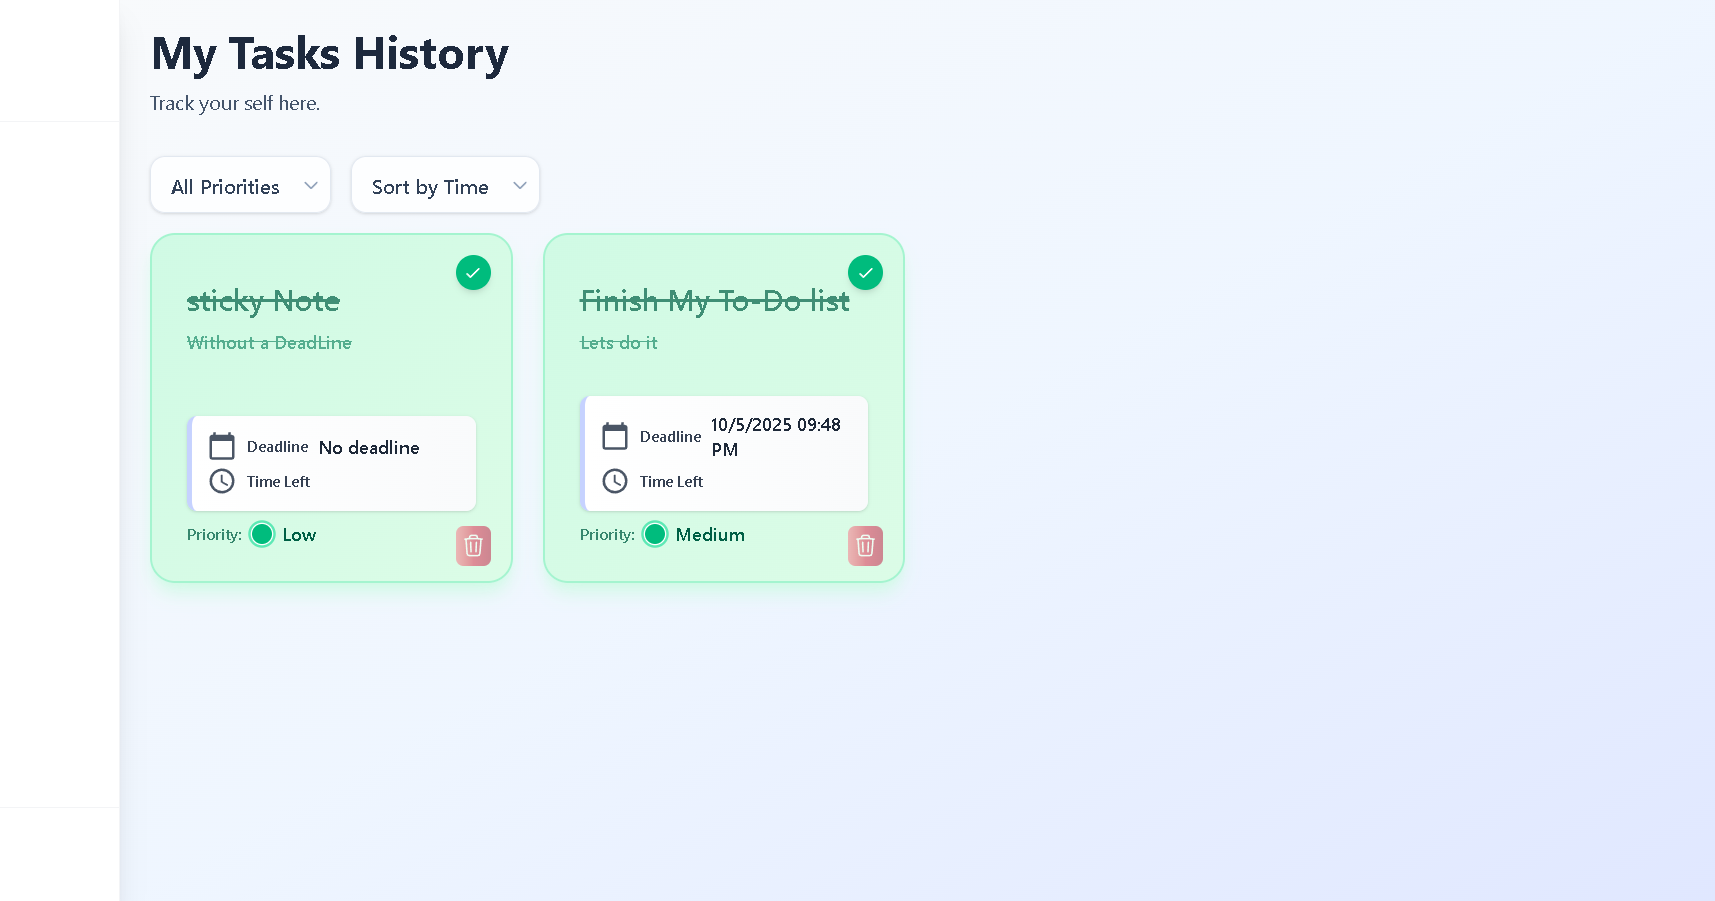 My Tasks History
Track your self here.
All Priorities
Sort by Time
sticky Note
Without a DeadLine
Deadline No deadline
Time Left
Priority: Low
Finish My To-Do list
Lets do it
Deadline 10/5/2025 09:48
PM
Time Left
Priority: Medium